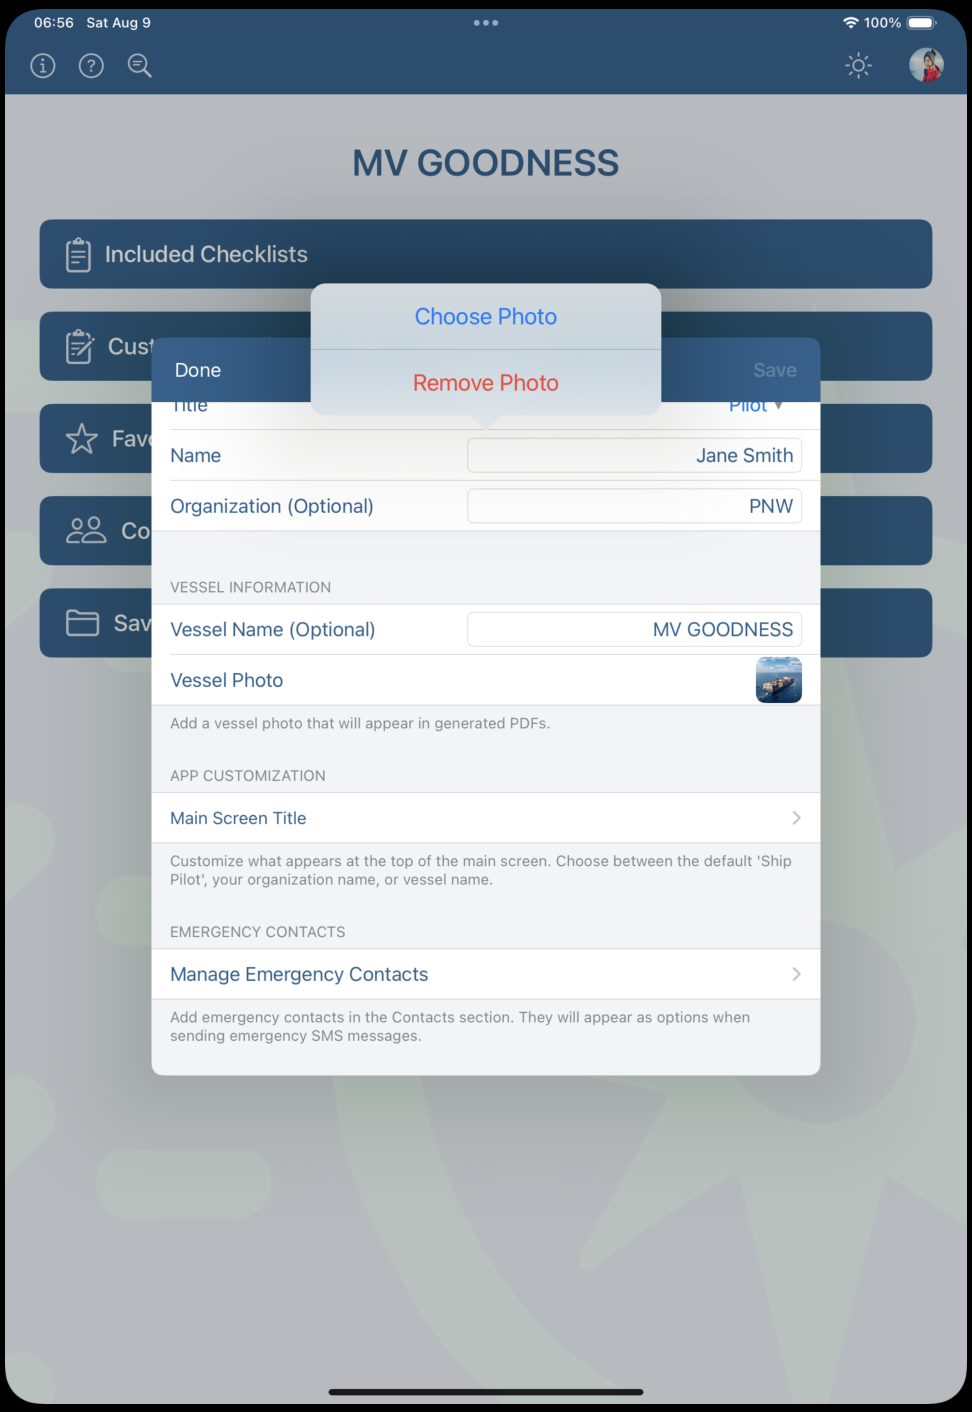 06:56 Sat Aug 9
100%
MV GOODNESS
Included Checklists
Choose Photo
Remove Photo
Done
Save
Title
Pilot ▼
Name
Jane Smith
Organization (Optional)
PNW
VESSEL INFORMATION
Vessel Name (Optional)
MV GOODNESS
Vessel Photo
Add a vessel photo that will appear in generated PDFs.
APP CUSTOMIZATION
Main Screen Title
Customize what appears at the top of the main screen. Choose between the default 'Ship
Pilot', your organization name, or vessel name.
EMERGENCY CONTACTS
Manage Emergency Contacts
Add emergency contacts in the Contacts section. They will appear as options when
sending emergency SMS messages.
Cust
Favo
Co
Sav